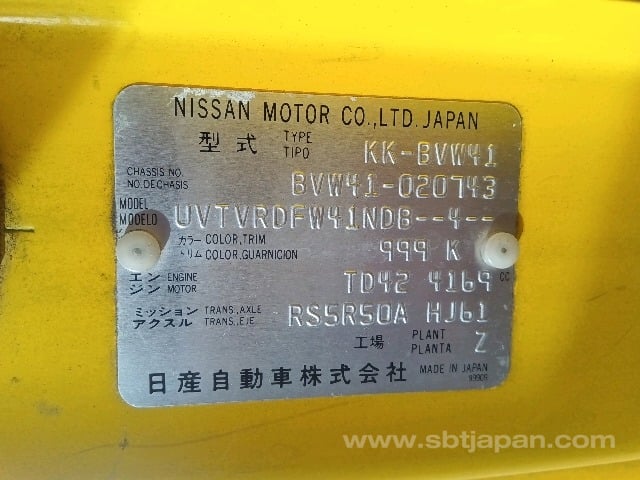 NISSAN MOTOR CO.,LTD. JAPAN
型式 TYPE TIPO KK-BVW41
CHASSIS NO. NO.DECHASIS BVW41-020743
MODEL MODELO UVTVRDFW41NDB--4--
カラー COLOR,TRIM
トリム COLOR,GUARNICION 999 K
エンジン ENGINE MOTOR TD42 4169 CC
ミッション TRANS.,AXLE
アクスル TRANS.,EJE RS5R50A HJ61
工場 PLANT PLANTA Z
日産自動車株式会社 MADE IN JAPAN
www.sbtjapan.com